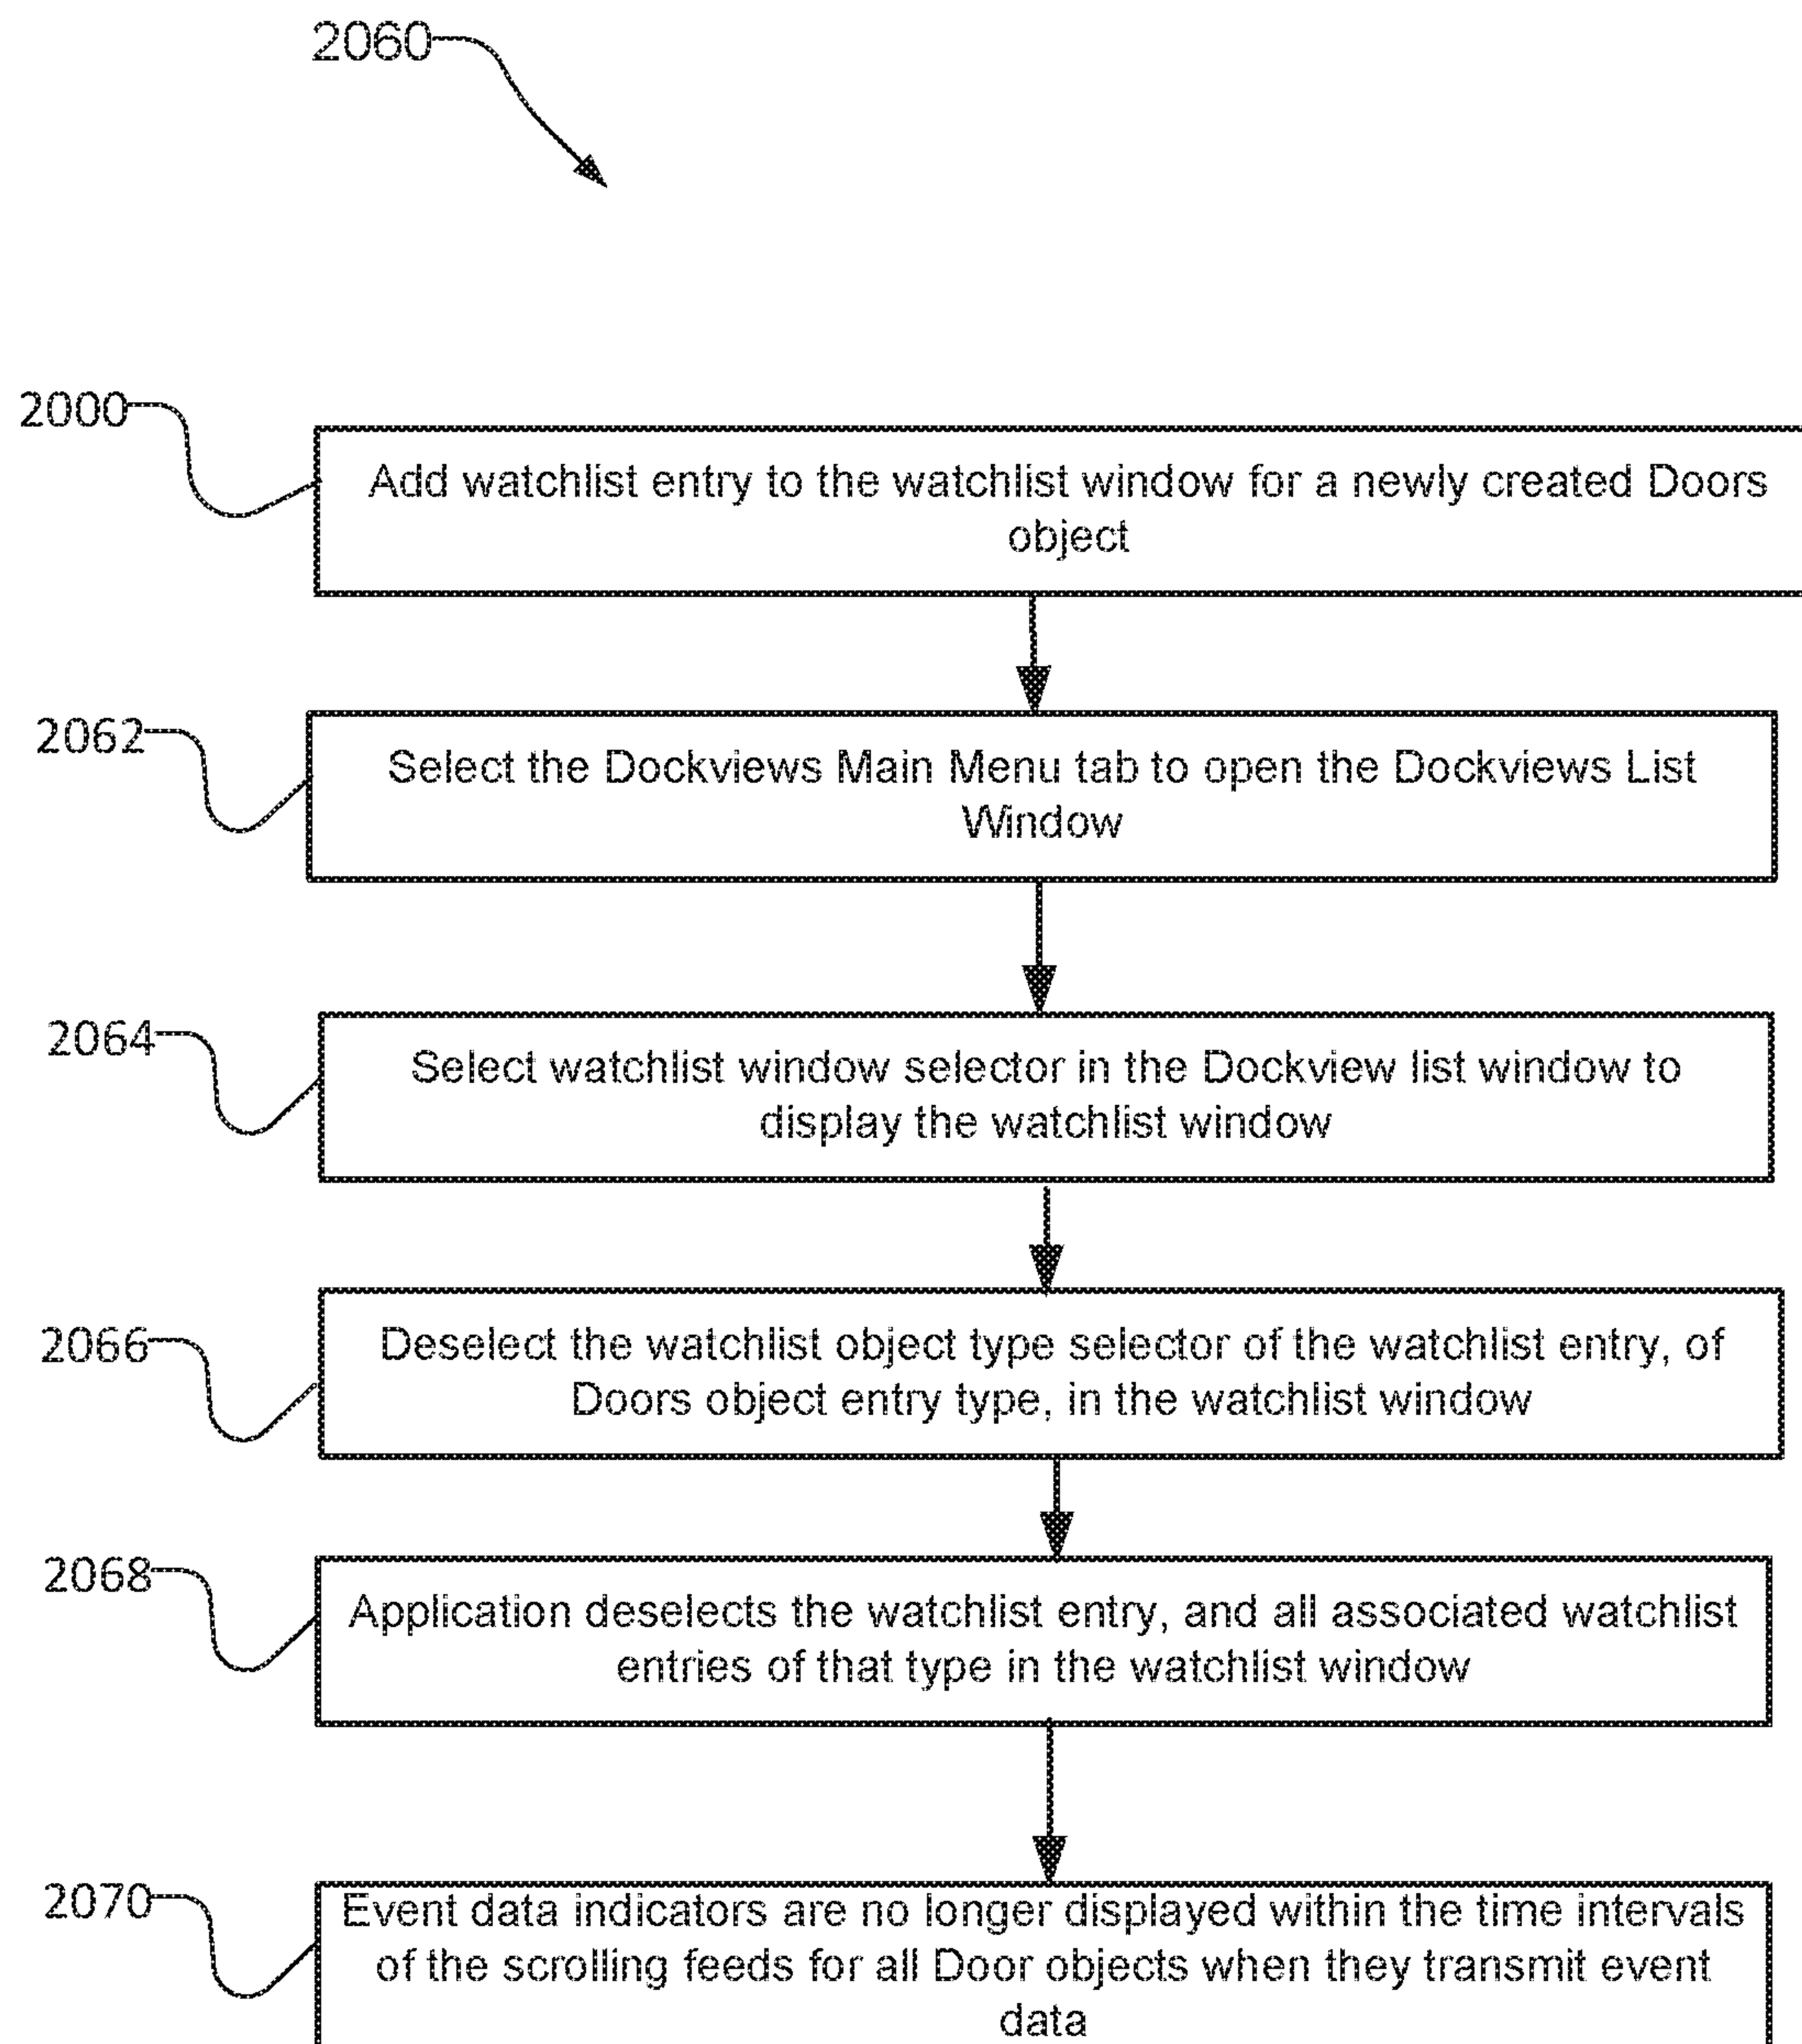 2060
2000
Add watchlist entry to the watchlist window for a newly created Doors
object
2062
Select the Dockviews Main Menu tab to open the Dockviews List
Window
2064
Select watchlist window selector in the Dockview list window to
display the watchlist window
2066
Deselect the watchlist object type selector of the watchlist entry, of
Doors object entry type, in the watchlist window
2068
Application deselects the watchlist entry, and all associated watchlist
entries of that type in the watchlist window
2070
Event data indicators are no longer displayed within the time intervals
of the scrolling feeds for all Door objects when they transmit event
data